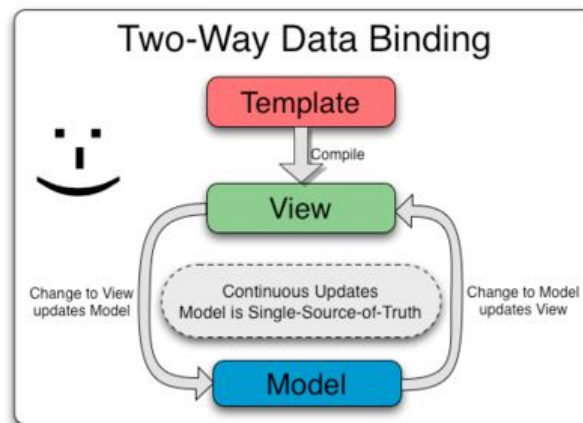 Two-Way Data Binding
Template
Compile
View
Change to View
updates Model
Continuous Updates
Model is Single-Source-of-Truth
Change to Model
updates View
Model